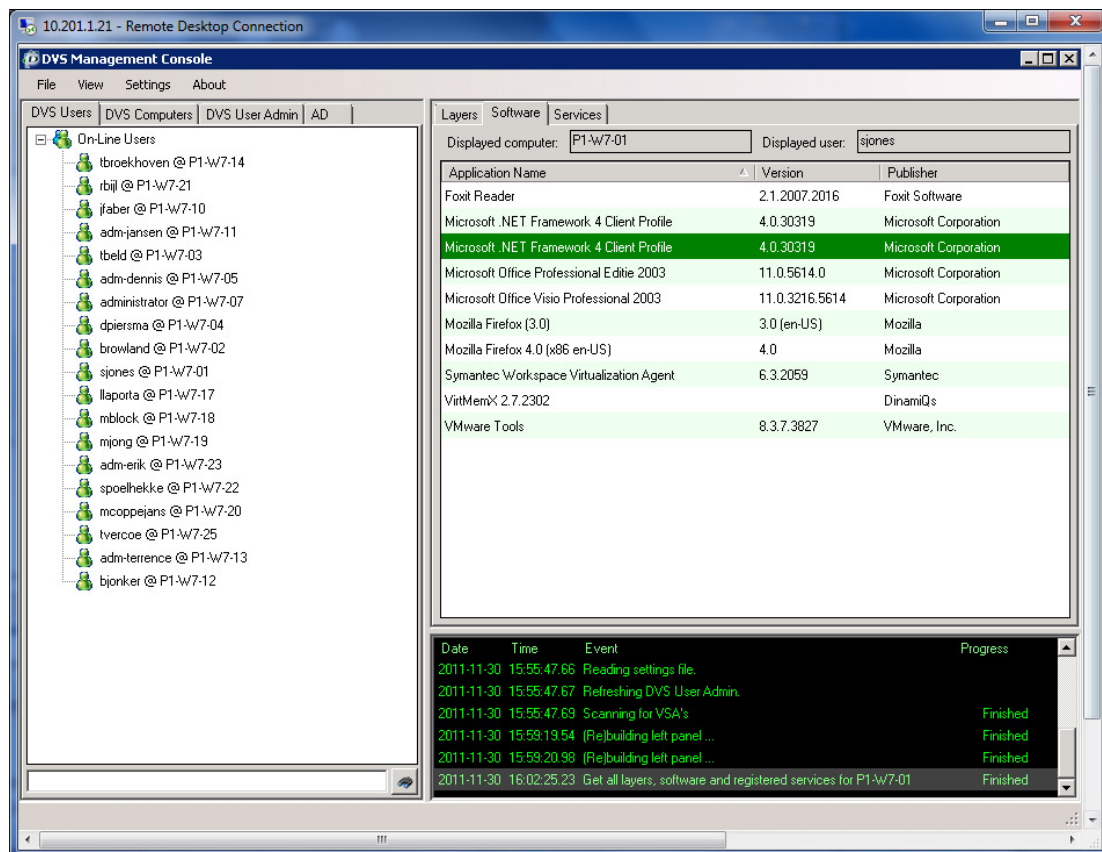 10.201.1.21 - Remote Desktop Connection
DVS Management Console
File View Settings About
DVS Users DVS Computers DVS User Admin AD
On-Line Users
tbroekhoven @ P1-W7-14
rbijl @ P1-W7-21
jfaber @ P1-W7-10
adm-jansen @ P1-W7-11
tbeld @ P1-W7-03
adm-dennis @ P1-W7-05
administrator @ P1-W7-07
dpiersma @ P1-W7-04
browland @ P1-W7-02
sjones @ P1-W7-01
llaporta @ P1-W7-17
mblock @ P1-W7-18
mjong @ P1-W7-19
adm-erik @ P1-W7-23
spoelhekke @ P1-W7-22
mcoppejans @ P1-W7-20
tvercoe @ P1-W7-25
adm-terrence @ P1-W7-13
bjonker @ P1-W7-12
Layers Software Services
Displayed computer: P1-W7-01 Displayed user: sjones
Application Name Version Publisher
Foxit Reader 2.1.2007.2016 Foxit Software
Microsoft .NET Framework 4 Client Profile 4.0.30319 Microsoft Corporation
Microsoft .NET Framework 4 Client Profile 4.0.30319 Microsoft Corporation
Microsoft Office Professional Editie 2003 11.0.5614.0 Microsoft Corporation
Microsoft Office Visio Professional 2003 11.0.3216.5614 Microsoft Corporation
Mozilla Firefox (3.0) 3.0 (en-US) Mozilla
Mozilla Firefox 4.0 (x86 en-US) 4.0 Mozilla
Symantec Workspace Virtualization Agent 6.3.2059 Symantec
VirtMemX 2.7.2302 DinamiQs
VMware Tools 8.3.7.3827 VMware, Inc.
Date Time Event Progress
2011-11-30 15:55:47.66 Reading settings file.
2011-11-30 15:55:47.67 Refreshing DVS User Admin.
2011-11-30 15:55:47.69 Scanning for VSA's Finished
2011-11-30 15:59:19.54 (Re)building left panel ... Finished
2011-11-30 15:59:20.98 (Re)building left panel ... Finished
2011-11-30 16:02:25.23 Get all layers, software and registered services for P1-W7-01 Finished